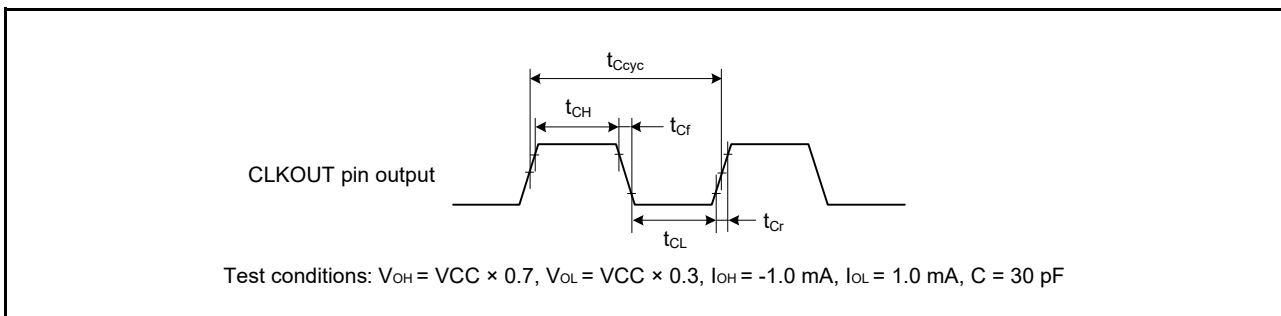 tCcyc
tCH
tCf
CLKOUT pin output
tCL
tCr
Test conditions: VOH = VCC × 0.7, VOL = VCC × 0.3, IOH = -1.0 mA, IOL = 1.0 mA, C = 30 pF